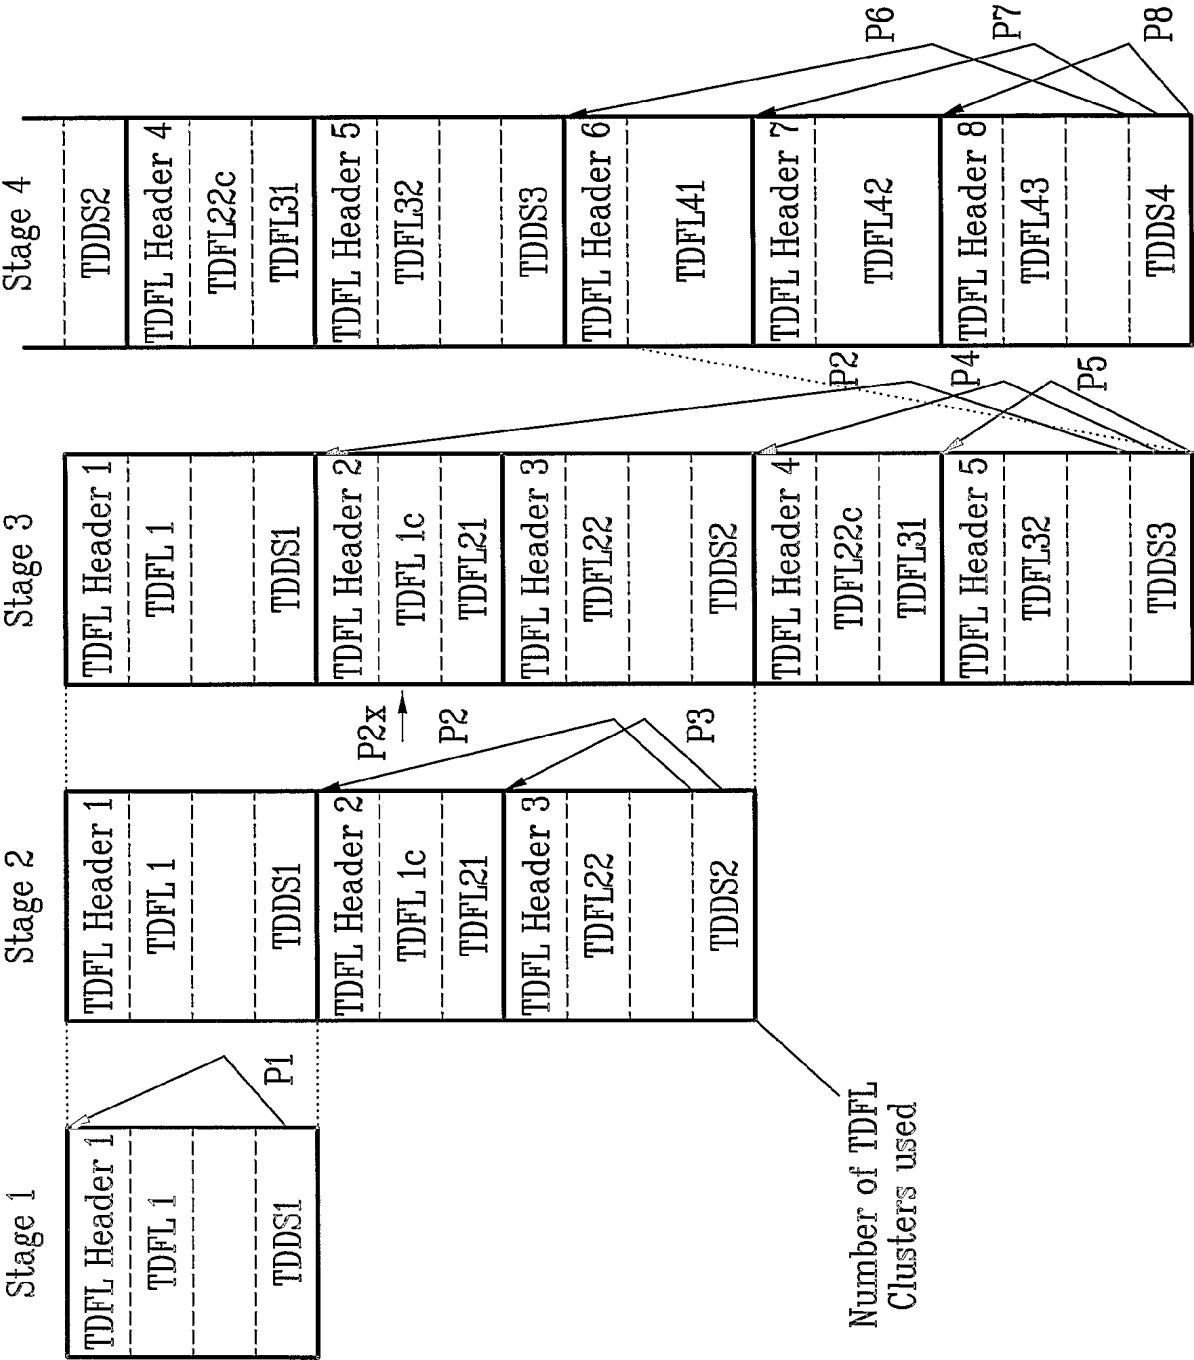 Stage 1
TDFL Header 1
TDFL 1
TDDS1
P1
Stage 2
TDFL Header 1
TDFL 1
TDDS1
TDFL Header 2
TDFL 1c
TDFL21
TDFL Header 3
TDFL22
TDDS2
P2
P3
Number of TDFL
Clusters used
P2x
Stage 3
TDFL Header 1
TDFL 1
TDDS1
TDFL Header 2
TDFL 1c
TDFL21
TDFL Header 3
TDFL22
TDDS2
TDFL Header 4
TDFL22c
TDFL31
TDFL Header 5
TDFL32
TDDS3
P2
P4
P5
Stage 4
TDDS2
TDFL Header 4
TDFL22c
TDFL31
TDFL Header 5
TDFL32
TDDS3
TDFL Header 6
TDFL41
TDFL Header 7
TDFL42
TDFL Header 8
TDFL43
TDDS4
P6
P7
P8